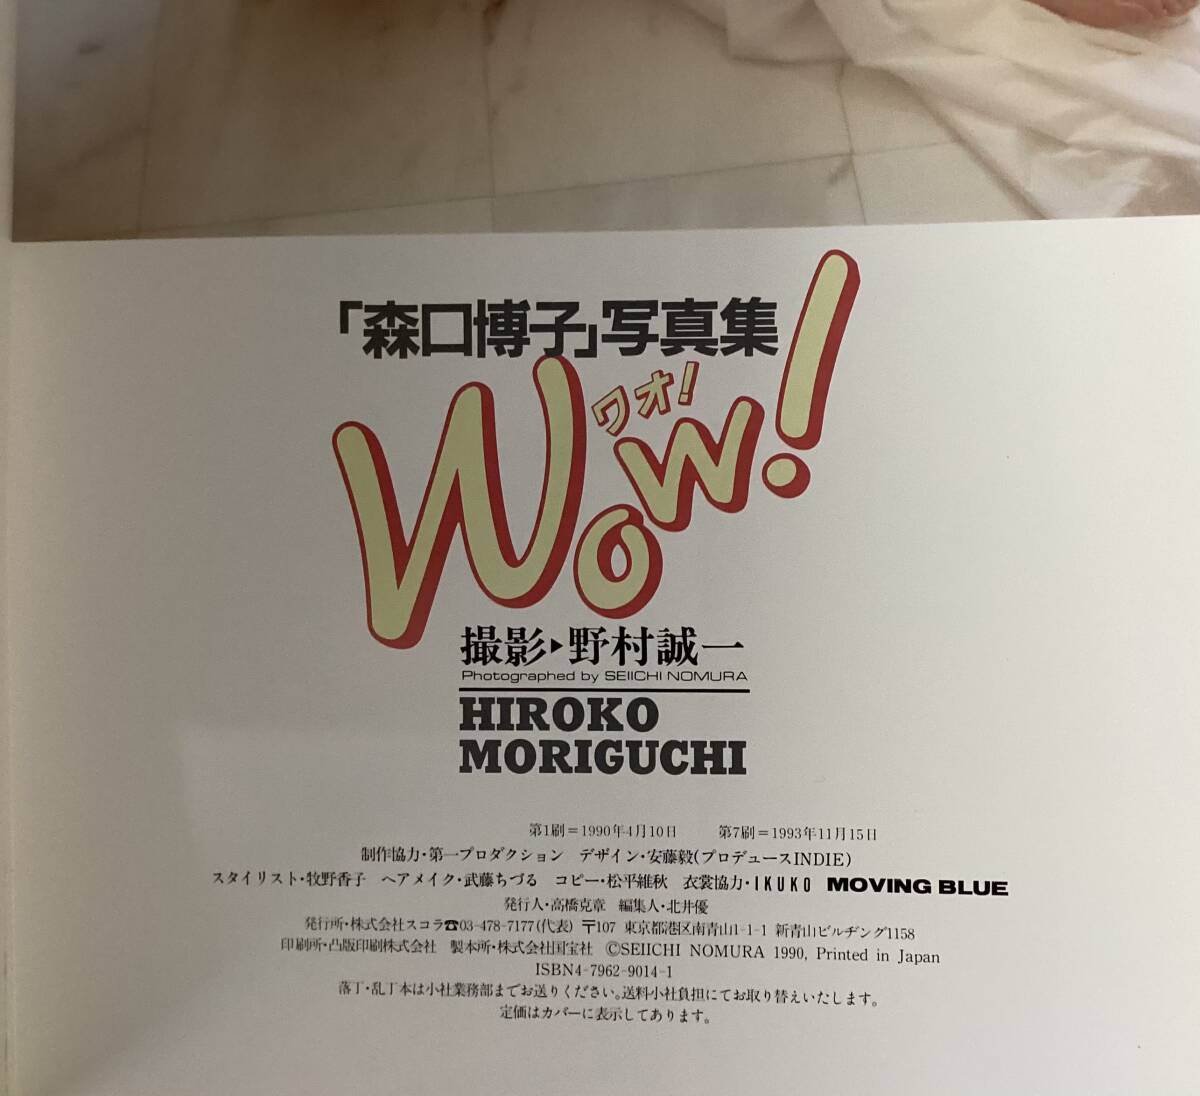 「森口博子」写真集
ワォ!
WoW!
撮影▶野村誠一
Photographed by SEIICHI NOMURA
HIROKO
MORIGUCHI
第1刷＝1990年4月10日　第7刷＝1993年11月15日
制作協力・第一プロダクション　デザイン・安藤毅(プロデュースINDIE)
スタイリスト・牧野香子　ヘアメイク・武藤ちづる　コピー・松平維秋　衣裳協力・IKUKO MOVING BLUE
発行人・高橋克章　編集人・北井優
発行所・株式会社スコラ☎03-478-7177(代表) 〒107 東京都港区南青山1-1-1 新青山ビルヂング1158
印刷所・凸版印刷株式会社　製本所・株式会社国宝社　©SEIICHI NOMURA 1990, Printed in Japan
ISBN4-7962-9014-1
落丁・乱丁本は小社業務部までお送りください。送料小社負担にてお取り替えいたします。
定価はカバーに表示してあります。